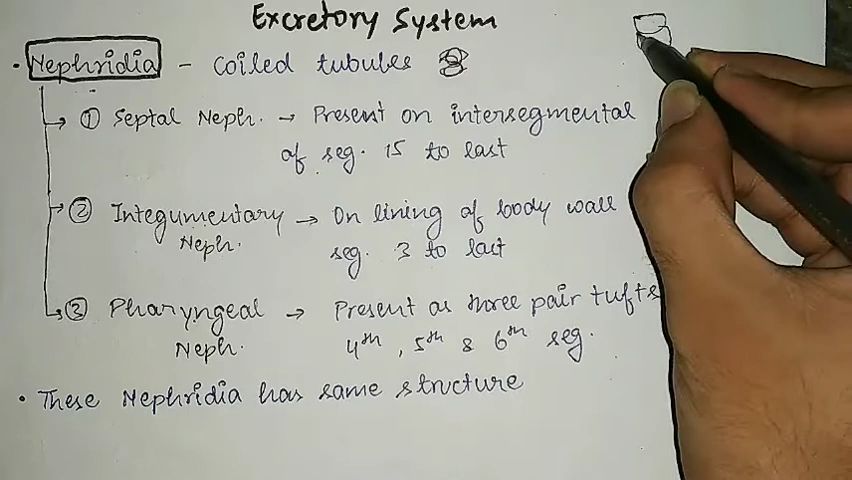 Excretory System
• Nephridia - Coiled tubules
① Septal Neph. → Present on intersegmental
of seg. 15 to last
② Integumentary → On lining of body wall
Neph. seg. 3 to last
③ Pharyngeal → Present as three pair tufts
Neph. 4th, 5th & 6th seg.
• These Nephridia has same structure